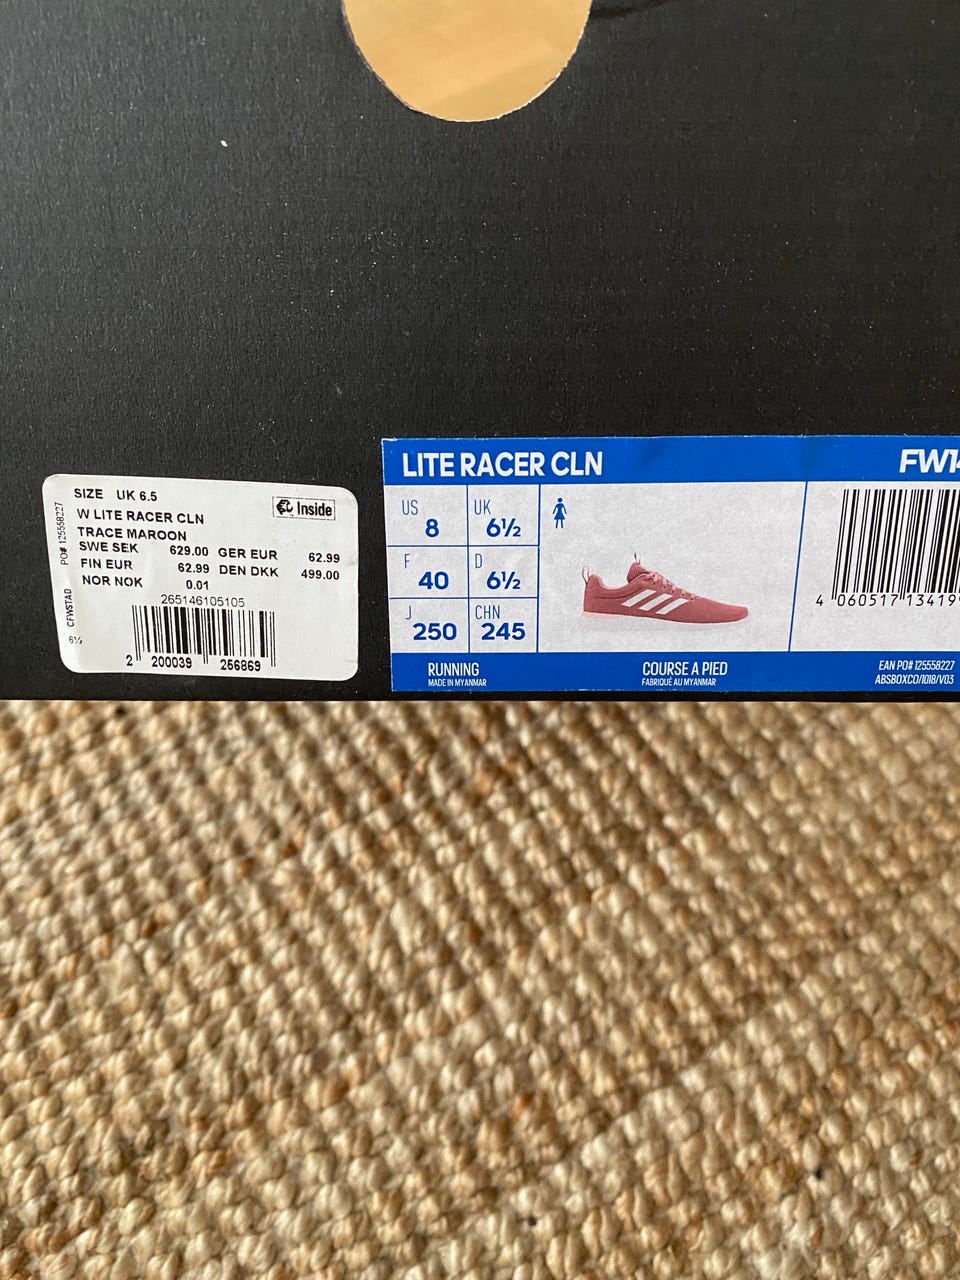 SIZE UK 6.5
Inside
W LITE RACER CLN
TRACE MAROON
SWE SEK 629.00 GER EUR 62.99
FIN EUR 62.99 DEN DKK 499.00
NOR NOK 0.01
265146105105
2 200039 256869
PO# 125558227
CFWSTAD
6½
LITE RACER CLN
FW14
US 8
UK 6½
F 40
D 6½
J 250
CHN 245
4 060517 13419
RUNNING
MADE IN MYANMAR
COURSE A PIED
FABRIQUÉ AU MYANMAR
EAN PO# 125558227
ABSBOXCO/1018/V03